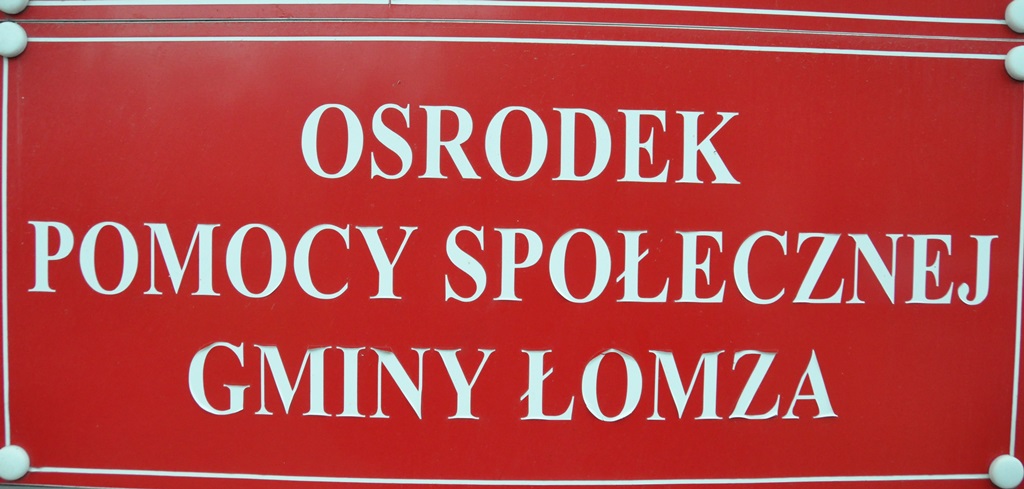 OSRODEK
POMOCY SPOŁECZNEJ
GMINY ŁOMZA